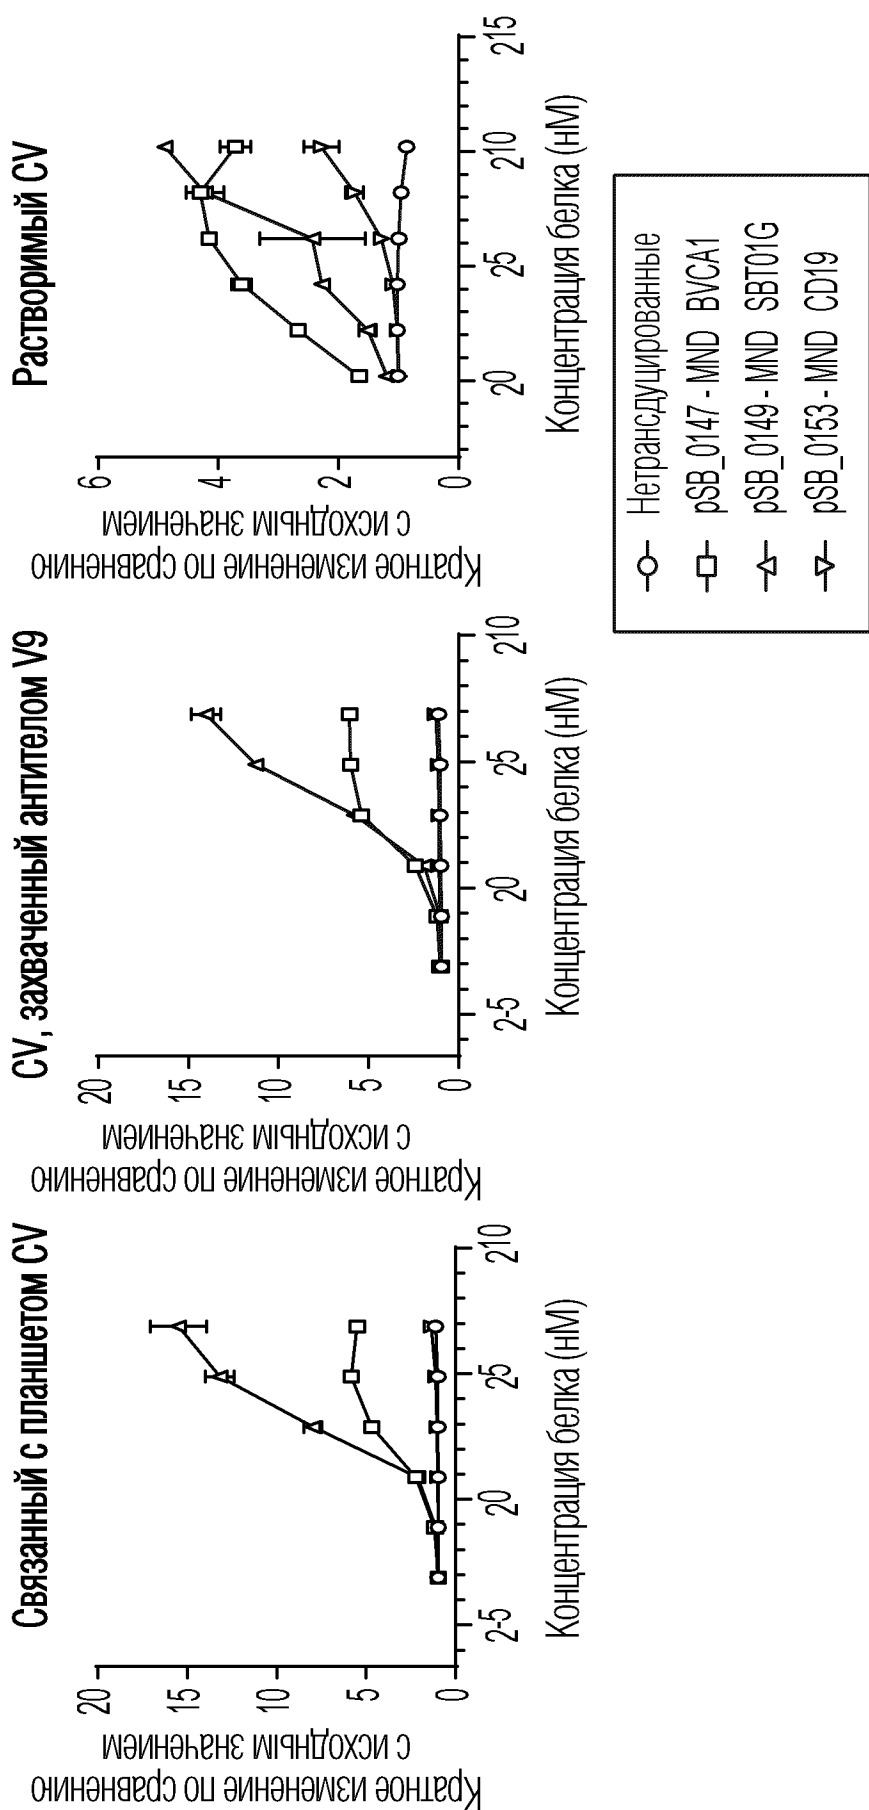 Связанный с планшетом CV
Кратное изменение по сравнению
с исходным значением
20
15
10
5
0
2-5
20
25
210
Концентрация белка (нМ)
CV, захваченный антителом V9
Кратное изменение по сравнению
с исходным значением
20
15
10
5
0
2-5
20
25
210
Концентрация белка (нМ)
Растворимый CV
Кратное изменение по сравнению
с исходным значением
6
4
2
0
20
25
210
215
Концентрация белка (нМ)
Нетрансдуцированные
pSB_0147 - MND BVCA1
pSB_0149 - MND SBT01G
pSB_0153 - MND CD19